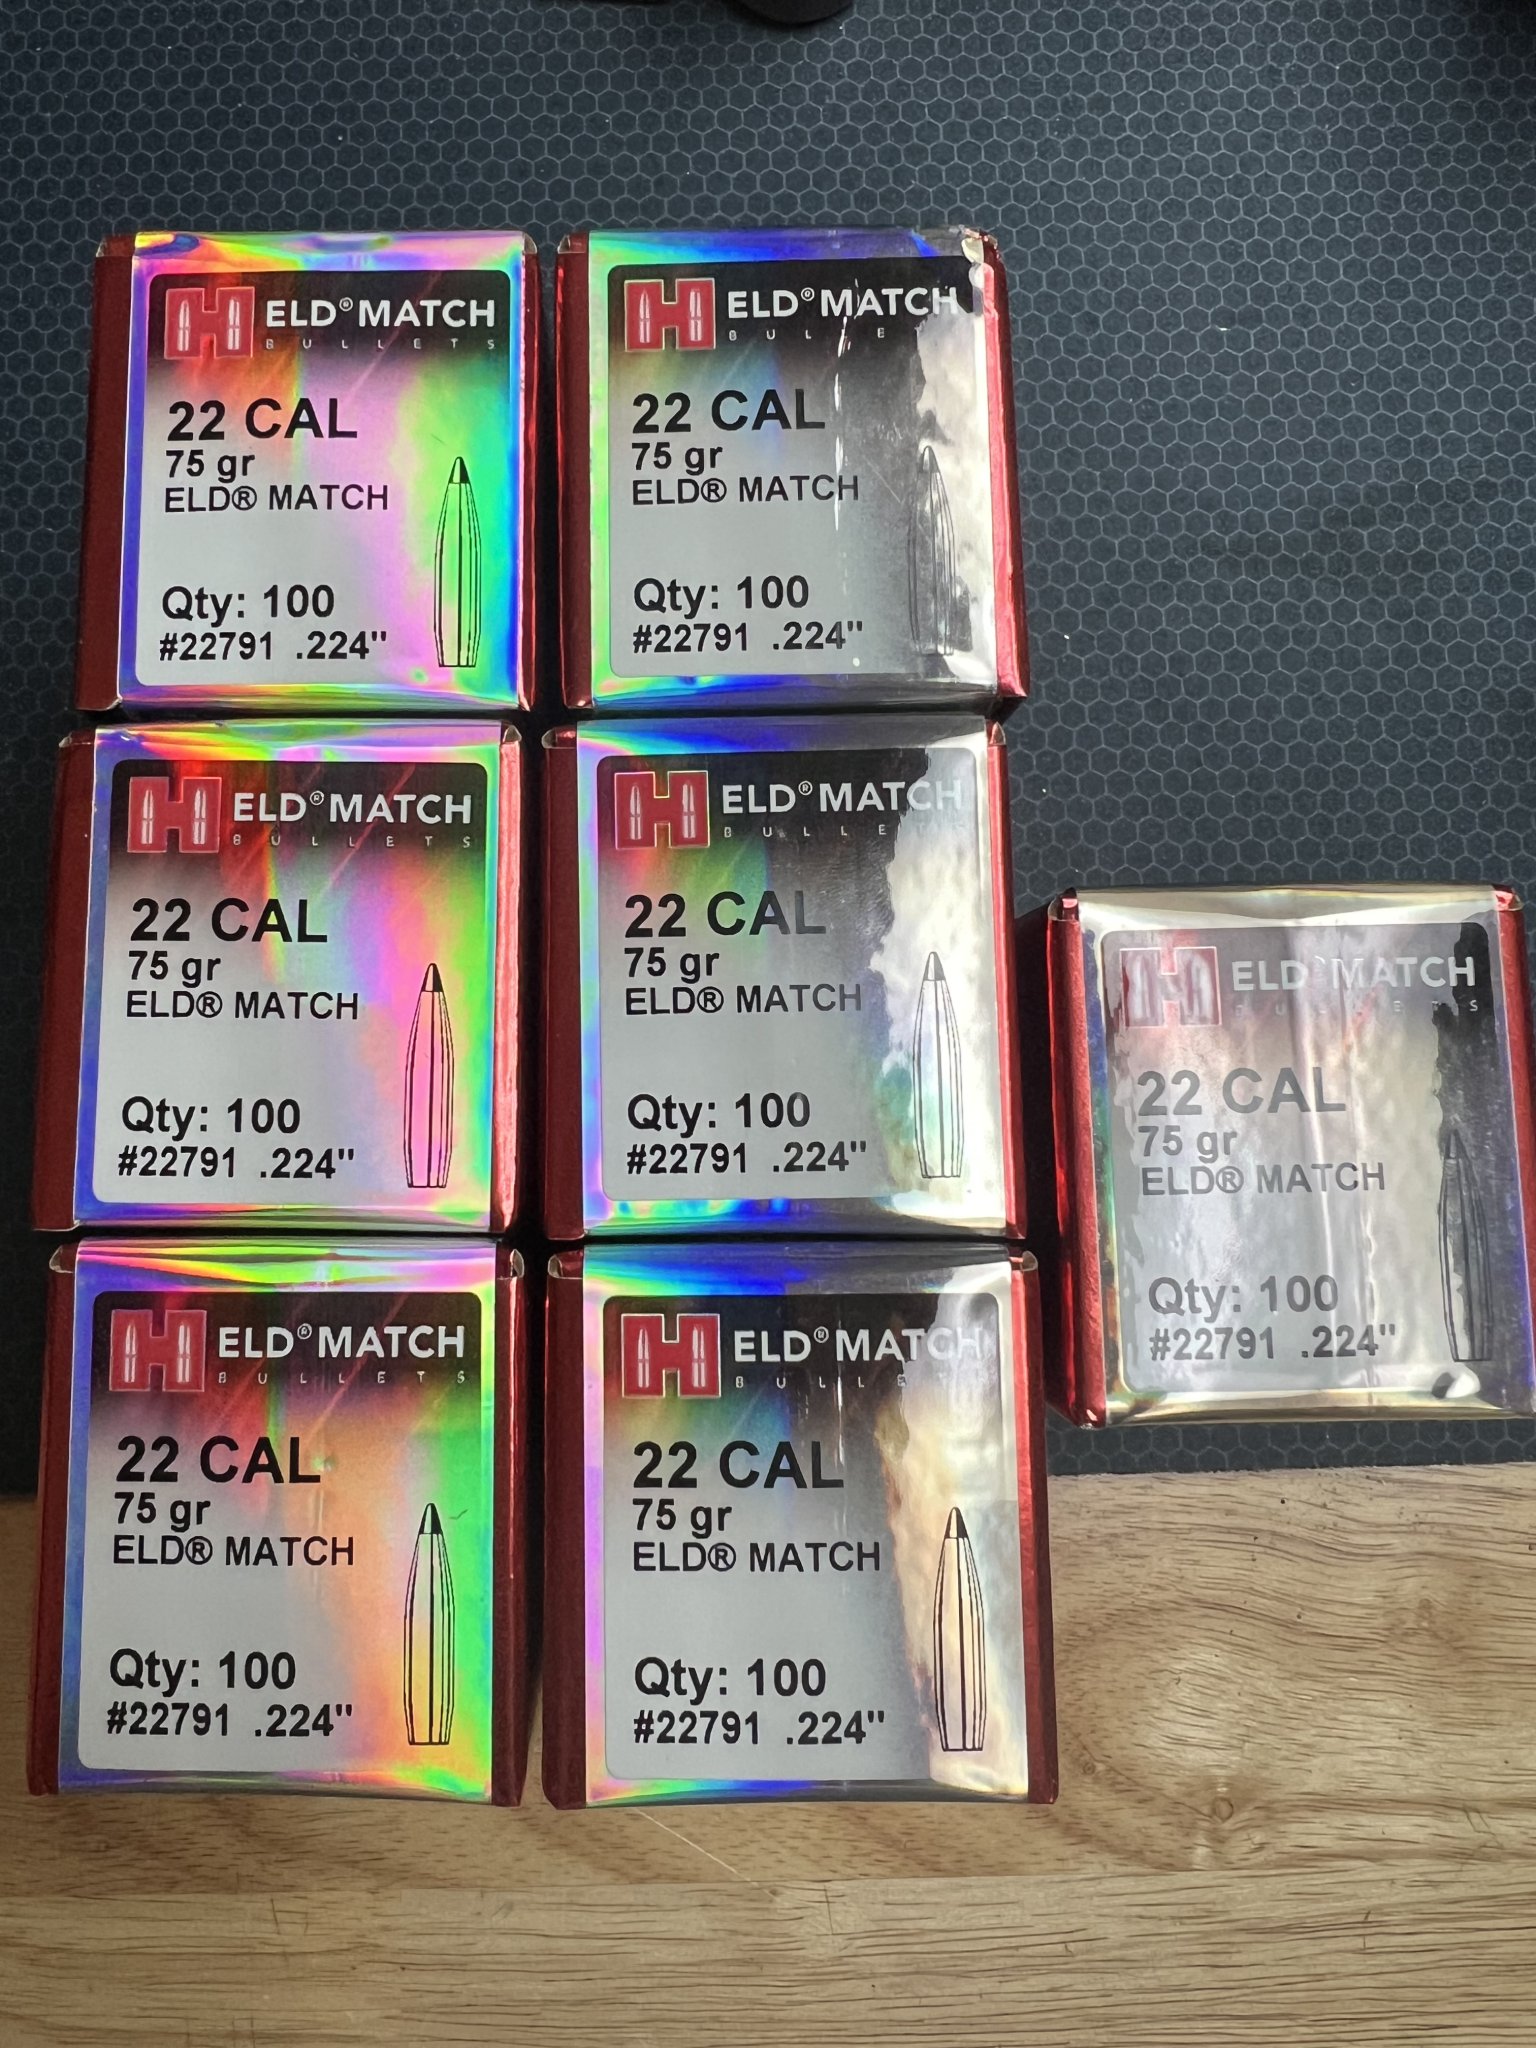 ELD® MATCH
BULLETS
22 CAL
75 gr
ELD® MATCH
Qty: 100
#22791 .224"
ELD® MATCH
BULLE
22 CAL
75 gr
ELD® MATCH
Qty: 100
#22791 .224"
ELD® MATCH
BULLETS
22 CAL
75 gr
ELD® MATCH
Qty: 100
#22791 .224"
ELD® MATCH
BULLE
22 CAL
75 gr
ELD® MATCH
Qty: 100
#22791 .224"
ELD MATCH
BULLETS
22 CAL
75 gr
ELD® MATCH
Qty: 100
#22791 .224"
ELD® MATCH
BULLETS
22 CAL
75 gr
ELD® MATCH
Qty: 100
#22791 .224"
ELD® MATCH
BULLE
22 CAL
75 gr
ELD® MATCH
Qty: 100
#22791 .224"